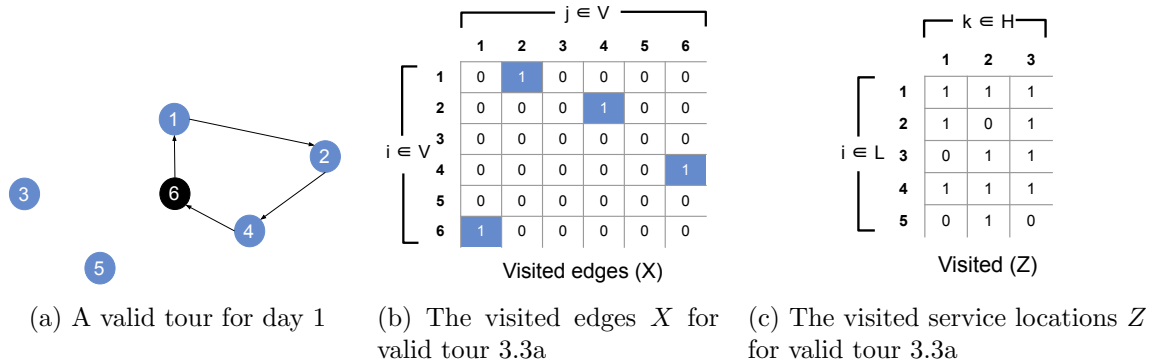 1
2
3
6
4
5
j ∈ V
1 2 3 4 5 6
1 0 1 0 0 0 0
2 0 0 0 1 0 0
3 0 0 0 0 0 0
i ∈ V
4 0 0 0 0 0 1
5 0 0 0 0 0 0
6 1 0 0 0 0 0
Visited edges (X)
k ∈ H
1 2 3
1 1 1 1
2 1 0 1
i ∈ L
3 0 1 1
4 1 1 1
5 0 1 0
Visited (Z)
(a) A valid tour for day 1
(b) The visited edges X for
valid tour 3.3a
(c) The visited service locations Z
for valid tour 3.3a